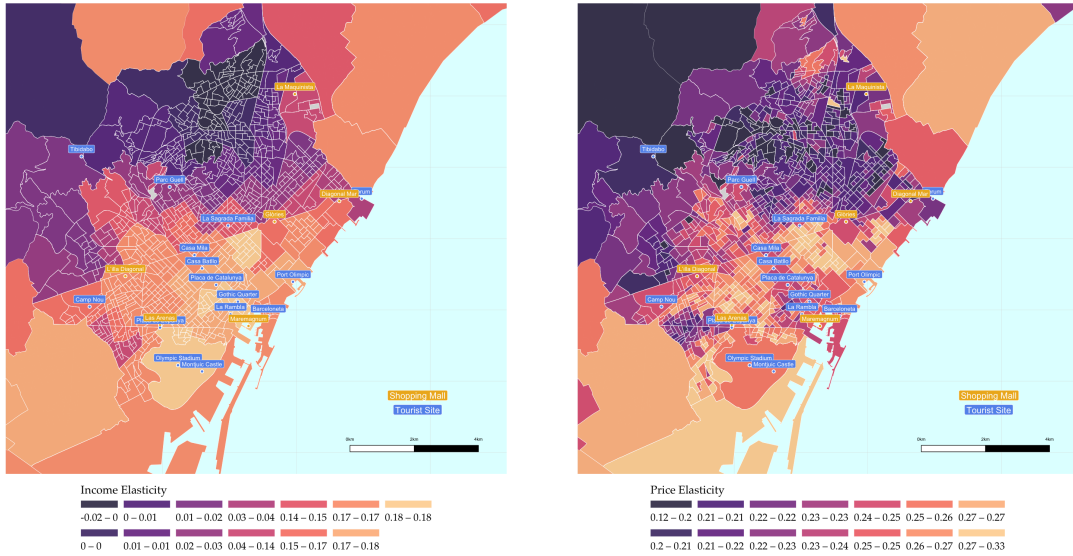 La Maquinista
Tibidabo
Parc Guell
Diagonal Mar
eum
La Sagrada Familia
Glòries
Casa Mila
Casa Batllo
L'illa Diagonal
Placa de Catalunya
Port Olimpic
Camp Nou
Gothic Quarter
La Rambla
Barceloneta
Las Arenas
Maremagnum
Olympic Stadium
Montjuic Castle
Shopping Mall
Tourist Site
0km 2km 4km
Income Elasticity
-0.02 – 0 0 – 0.01 0.01 – 0.02 0.03 – 0.04 0.14 – 0.15 0.17 – 0.17 0.18 – 0.18
0 – 0 0.01 – 0.01 0.02 – 0.03 0.04 – 0.14 0.15 – 0.17 0.17 – 0.18
La Maquinista
Tibidabo
Parc Guell
Diagonal Mar
eum
La Sagrada Familia
Glòries
Casa Mila
Casa Batllo
L'illa Diagonal
Placa de Catalunya
Port Olimpic
Camp Nou
Gothic Quarter
La Rambla
Barceloneta
Las Arenas
Maremagnum
Olympic Stadium
Montjuic Castle
Shopping Mall
Tourist Site
0km 2km 4km
Price Elasticity
0.12 – 0.2 0.21 – 0.21 0.22 – 0.22 0.23 – 0.23 0.24 – 0.25 0.25 – 0.26 0.27 – 0.27
0.2 – 0.21 0.21 – 0.22 0.22 – 0.23 0.23 – 0.24 0.25 – 0.25 0.26 – 0.27 0.27 – 0.33